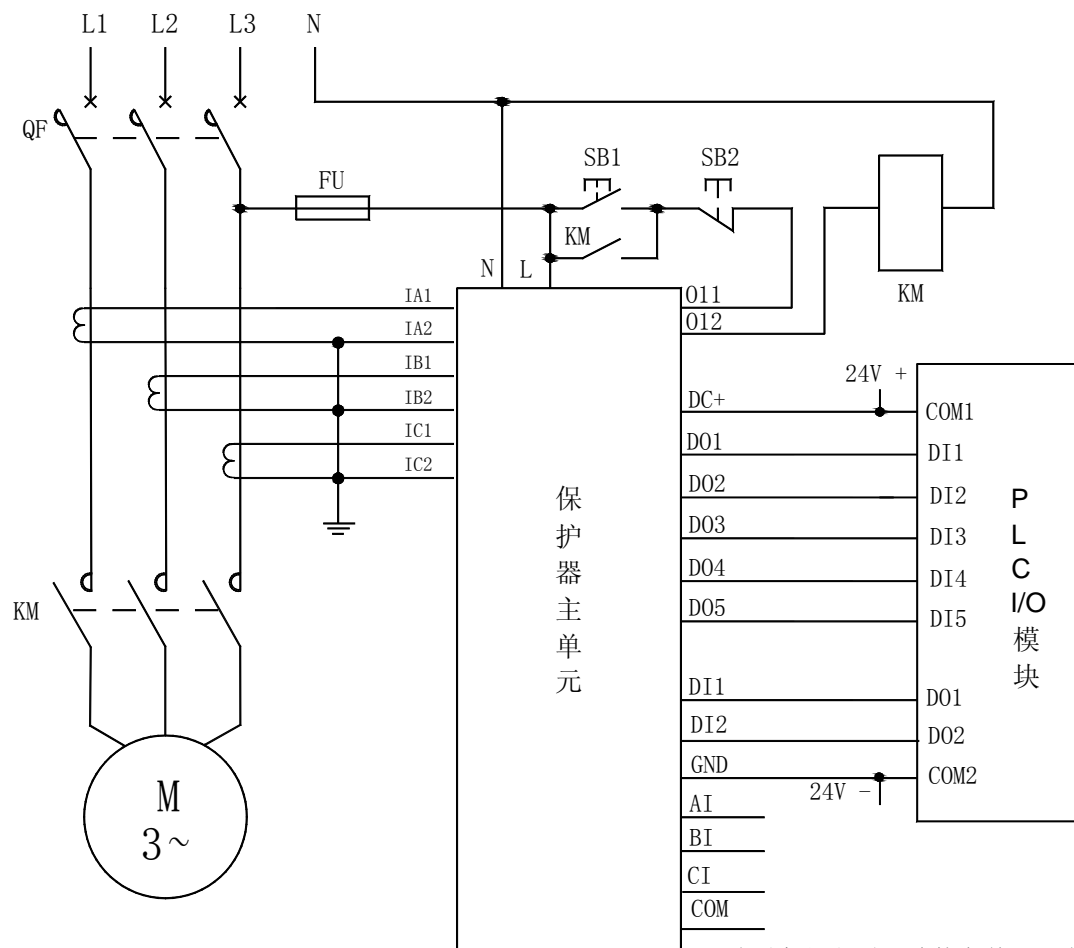 L1
L2
L3
N
QF
FU
SB1
SB2
KM
KM
N
L
IA1
IA2
IB1
IB2
IC1
IC2
O11
O12
24V +
DC+
COM1
DO1
DI1
DO2
DI2
DO3
DI3
DO4
DI4
DO5
DI5
DI1
DO1
DI2
DO2
GND
COM2
24V -
AI
BI
CI
COM
保护器主单元
PLC I/O 模块
KM
M
3~